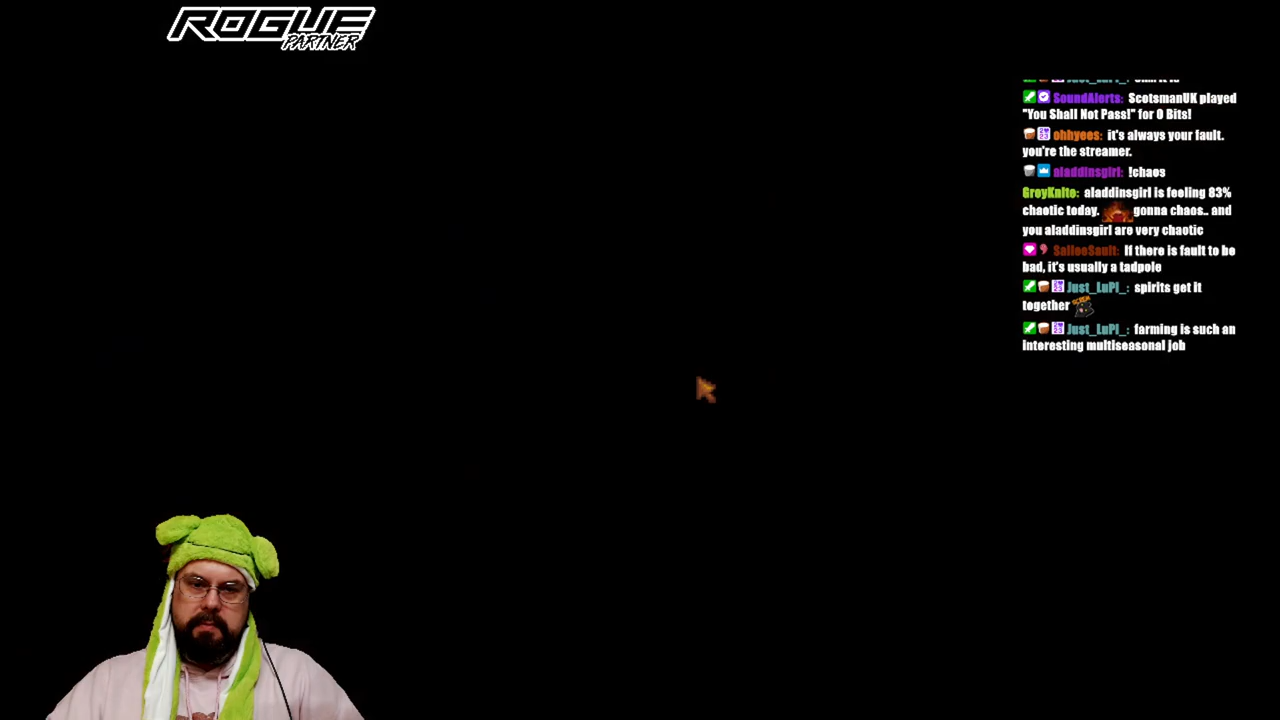 ROGUE
PARTNER
SoundAlerts: ScotsmanUK played
"You Shall Not Pass!" for 0 Bits!
ohhyees: it's always your fault.
you're the streamer.
aladdinsgirl: !chaos
GreyKnite: aladdinsgirl is feeling 83%
chaotic today. gonna chaos.. and
you aladdinsgirl are very chaotic
SalleeSault: If there is fault to be
bad, it's usually a tadpole
Just_LuPi_: spirits get it
together
Just_LuPi_: farming is such an
interesting multiseasonal job